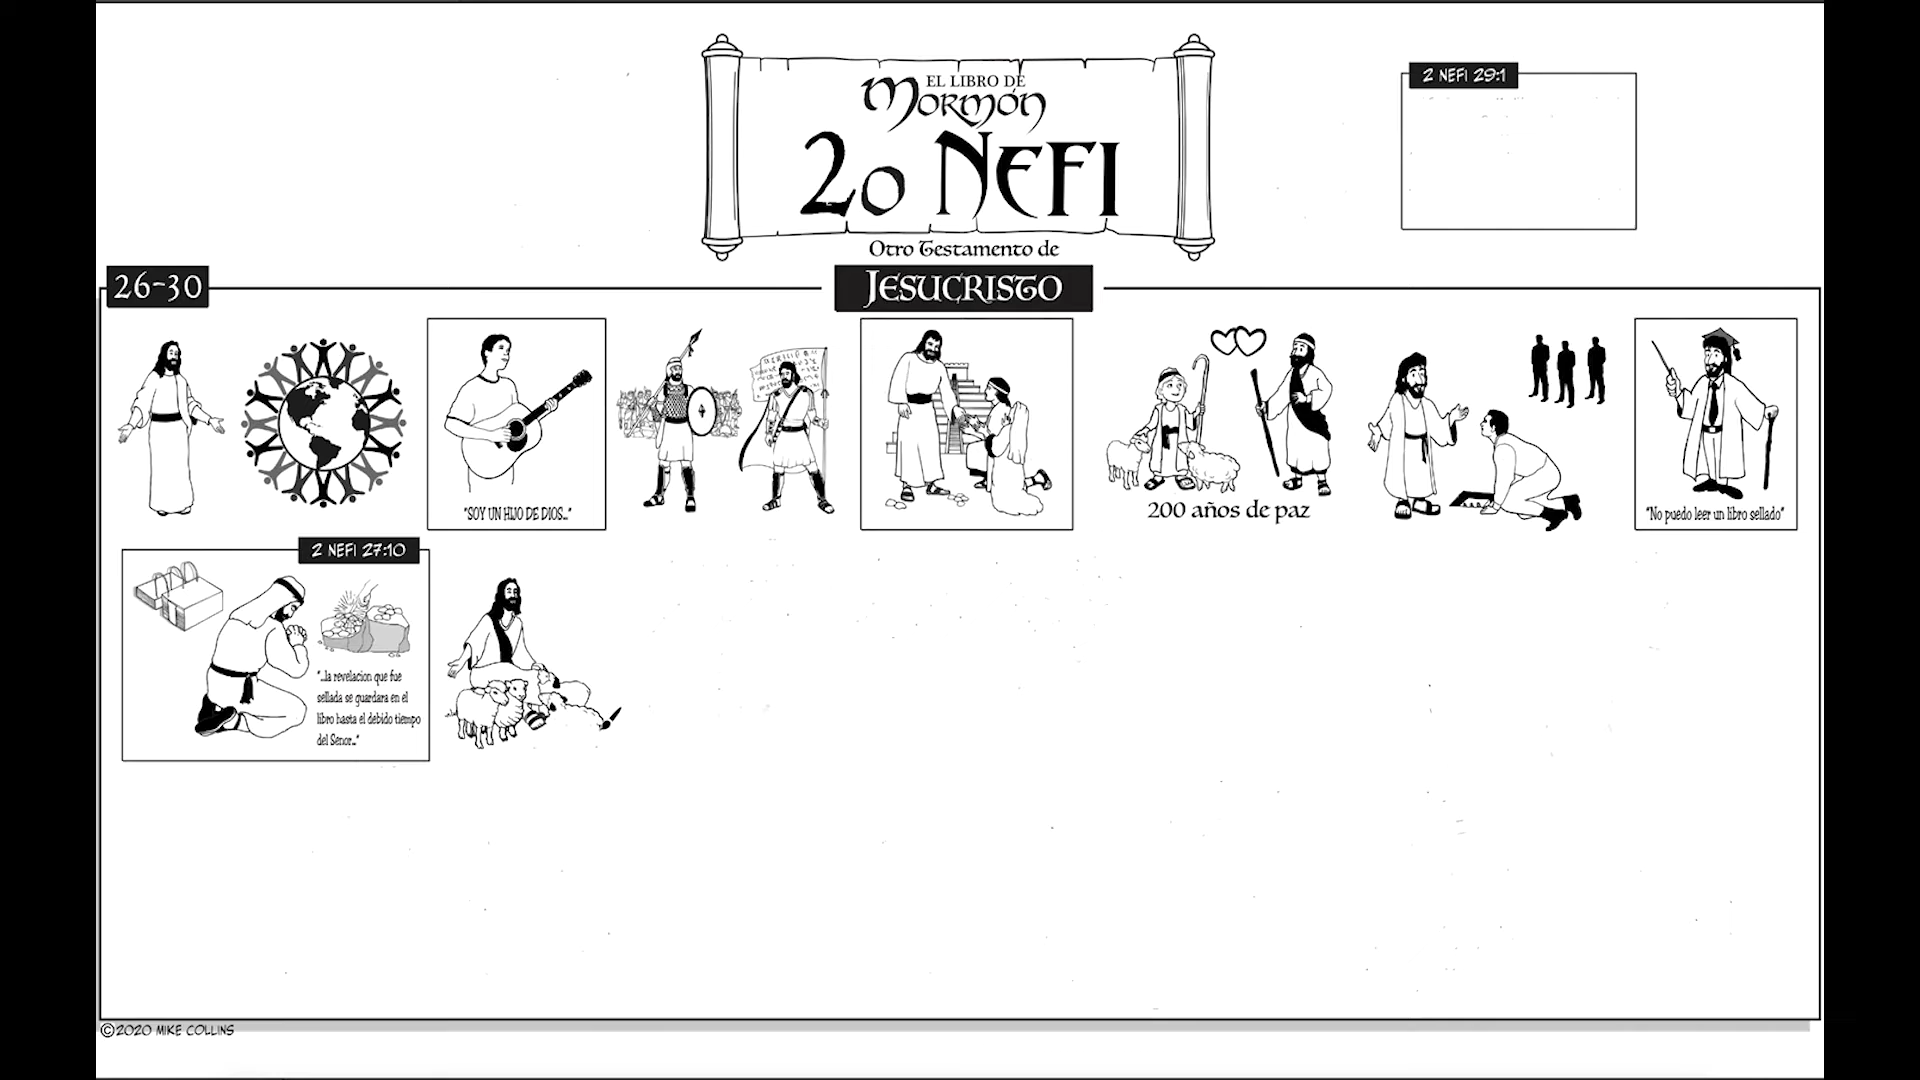 EL LIBRO DE
MORMÓN
2o NEFI
Otro Testamento de
JESUCRISTO
2 NEFI 29:1
26-30
"SOY UN HIJO DE DIOS..."
200 años de paz
"No puedo leer un libro sellado"
2 NEFI 27:10
"...la revelacion que fue
sellada se guardara en el
libro hasta el debido tiempo
del Senor..."
©2020 MIKE COLLINS